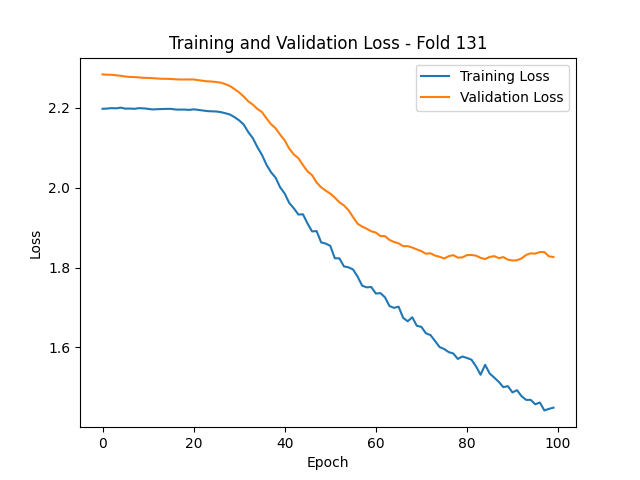 Training and Validation Loss - Fold 131
Training Loss
Validation Loss
Loss
2.2
2.0
1.8
1.6
0 20 40 60 80 100
Epoch